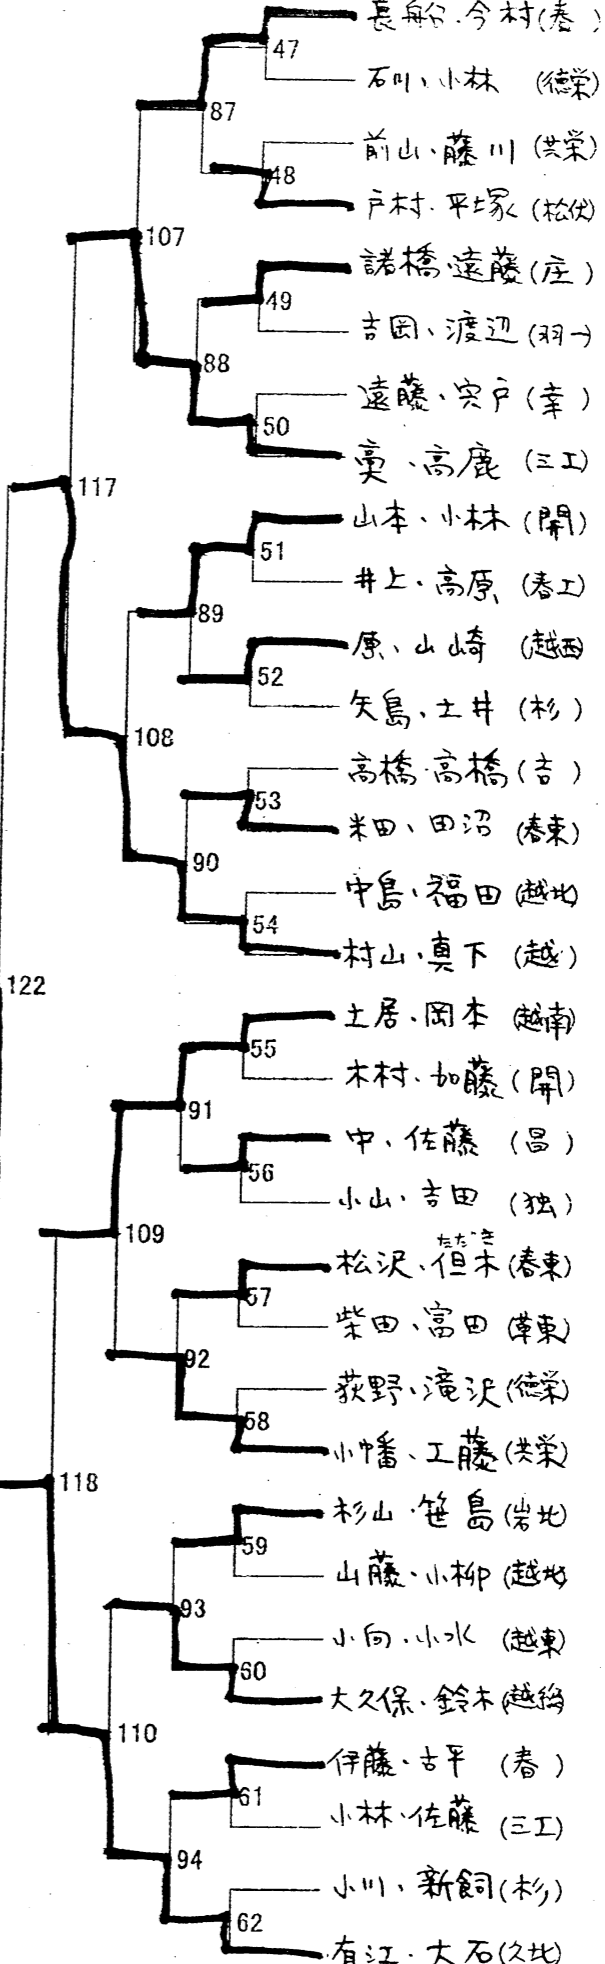 長船・今村(春)
47
石川・小林 (徳栄)
87
前山・藤川 (共栄)
48
戸村・平塚 (松伏)
107
諸橋・遠藤 (庄)
49
吉岡・渡辺 (羽一)
88
遠藤・宍戸 (幸)
50
・高鹿 (三工)
117
山本・小林 (開)
51
井上・高原 (春工)
89
原・山崎 (越西)
52
矢島・土井 (杉)
108
高橋・高橋 (吉)
53
米田・田沼 (春東)
90
中島・福田 (越北)
54
村山・真下 (越)
122
土居・岡本 (越南)
55
木村・加藤 (開)
91
中・佐藤 (昌)
56
小山・吉田 (独)
109
たたき
松沢・但木 (春東)
57
柴田・富田 (草東)
92
荻野・滝沢 (徳栄)
58
小幡・工藤 (共栄)
118
杉山・笹島 (岩北)
59
山藤・小柳 (越北)
93
小向・小水 (越東)
60
大久保・鈴木
110
伊藤・古平 (春)
61
小林・佐藤 (三工)
94
小川・新飼 (杉)
62
有江・大石 (久北)